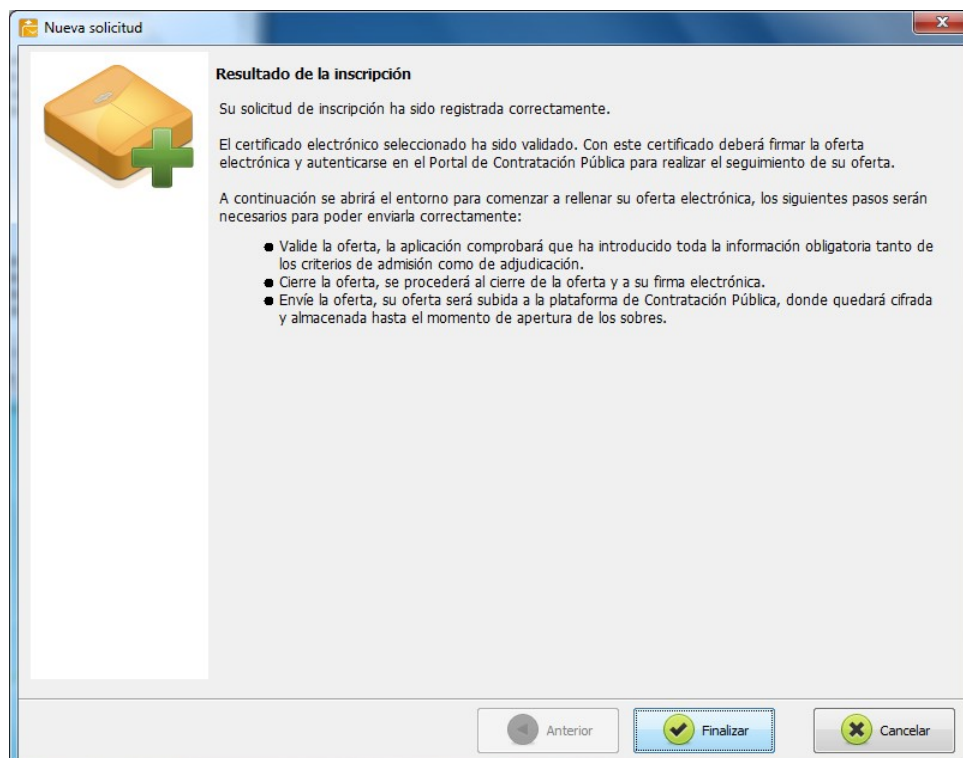 Nueva solicitud
Resultado de la inscripción
Su solicitud de inscripción ha sido registrada correctamente.
El certificado electrónico seleccionado ha sido validado. Con este certificado deberá firmar la oferta
electrónica y autenticarse en el Portal de Contratación Pública para realizar el seguimiento de su oferta.
A continuación se abrirá el entorno para comenzar a rellenar su oferta electrónica, los siguientes pasos serán
necesarios para poder enviarla correctamente:
● Valide la oferta, la aplicación comprobará que ha introducido toda la información obligatoria tanto de
los criterios de admisión como de adjudicación.
● Cierre la oferta, se procederá al cierre de la oferta y a su firma electrónica.
● Envíe la oferta, su oferta será subida a la plataforma de Contratación Pública, donde quedará cifrada
y almacenada hasta el momento de apertura de los sobres.
Anterior
Finalizar
Cancelar